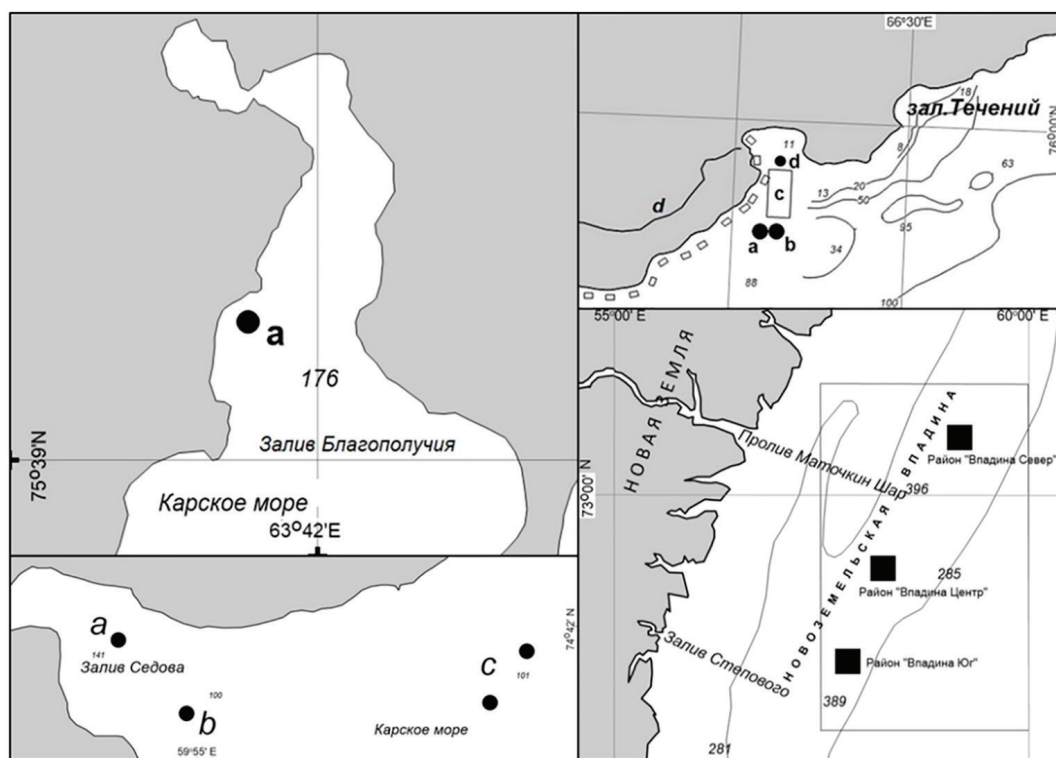 a
176
Залив Благополучия
75°39'N
Карское море
63°42'E
66°30'E
18
зал.Течений
76°00'N
8
11
d
63
c
13
20
50
d
95
a
b
34
88
100
55°00' E
60°00' E
НОВАЯ ЗЕМЛЯ
Пролив Маточкин Шар
НОВОЗЕМЕЛЬСКАЯ ВПАДИНА
Район "Впадина Север"
396
73°00' N
285
Район "Впадина Центр"
Залив Степового
Район "Впадина Юг"
389
281
a
141
Залив Седова
100
b
59°55' E
c
101
74°42' N
Карское море